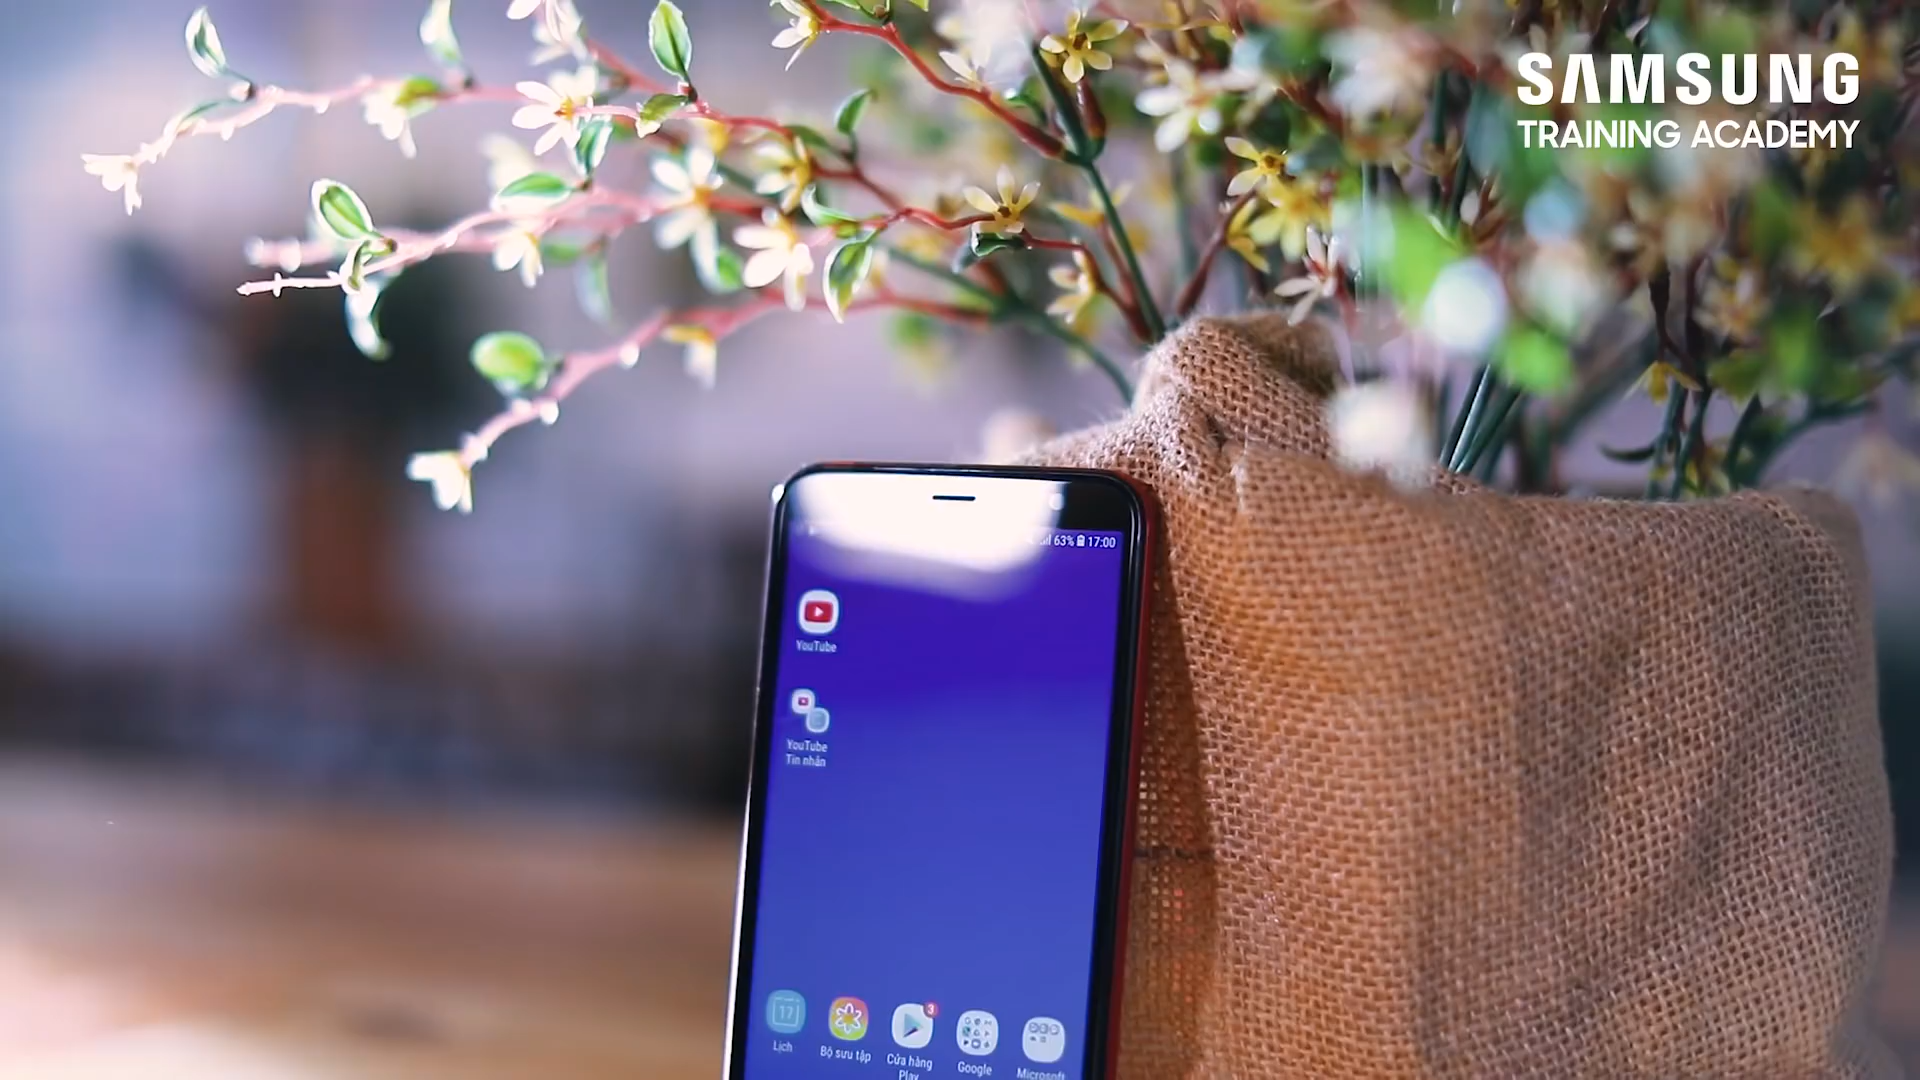 SAMSUNG
TRAINING ACADEMY
63% 17:00
YouTube
YouTube
Tin nhắn
17
Lịch
Bộ sưu tập
3
Cửa hàng
Play
Google
Microsoft